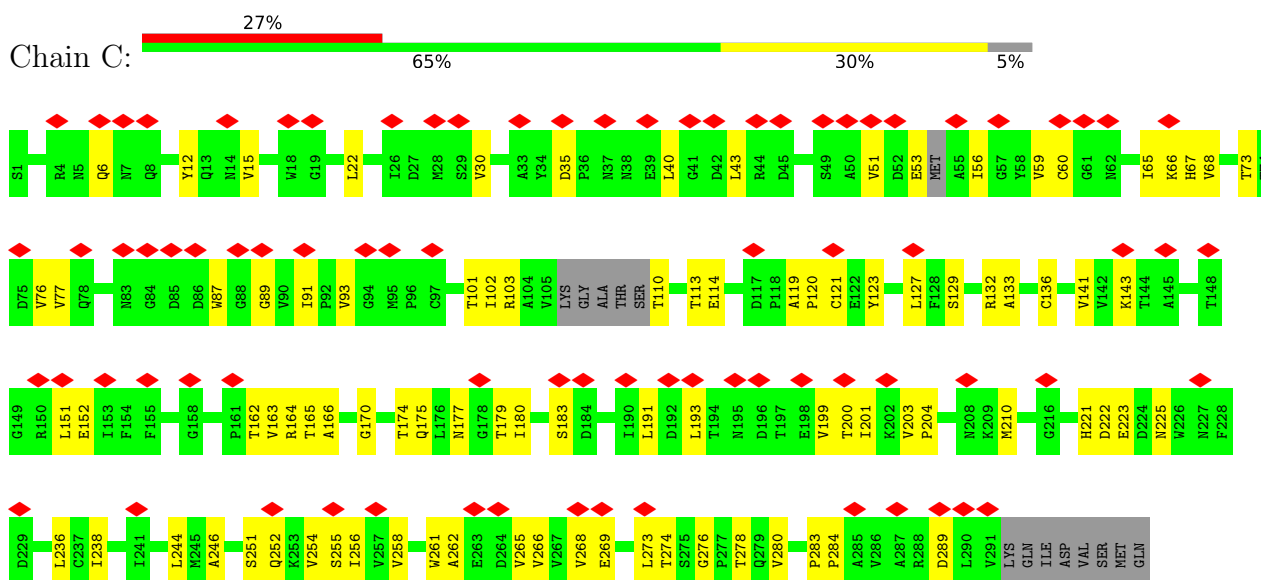 27%
Chain C:
65% 30% 5%
S1 R4 N5 Q6 N7 Q8 Y12 Q13 N14 V15 W18 G19 L22 I26 D27 M28 S29 V30 A33 Y34 D35 P36 N37 N38 E39 L40 G41 D42 L43 R44 D45 S49 A50 V51 D52 E53 MET A55 I56 G57 Y58 V59 G60 G61 N62 I65 K66 H67 V68 T73
D75 V76 V77 Q78 N83 G84 D85 D86 W87 G88 G89 V90 I91 P92 V93 G94 M95 P96 C97 T101 I102 R103 A104 V105 LYS GLY ALA THR SER T110 T113 E114 D117 P118 A119 P120 C121 E122 Y123 L127 F128 S129 R132 A133 C136 V141 V142 K143 T144 A145 T148
G149 R150 L151 E152 I153 F154 F155 G158 P161 T162 V163 R164 T165 A166 G170 T174 Q175 L176 N177 G178 T179 I180 S183 D184 I190 L191 D192 L193 T194 N195 D196 T197 E198 V199 T200 I201 K202 V203 P204 N208 K209 M210 G216 H221 D222 E223 D224 N225 W226 N227 F228
D229 L236 C237 I238 I241 L244 M245 A246 S251 Q252 K253 V254 S255 I256 V257 V258 W261 A262 E263 D264 V265 V266 V267 V268 E269 L273 T274 S275 G276 P277 T278 Q279 V280 P283 P284 A285 V286 A287 R288 D289 L290 V291 LYS GLN ILE ASP VAL SER MET GLN